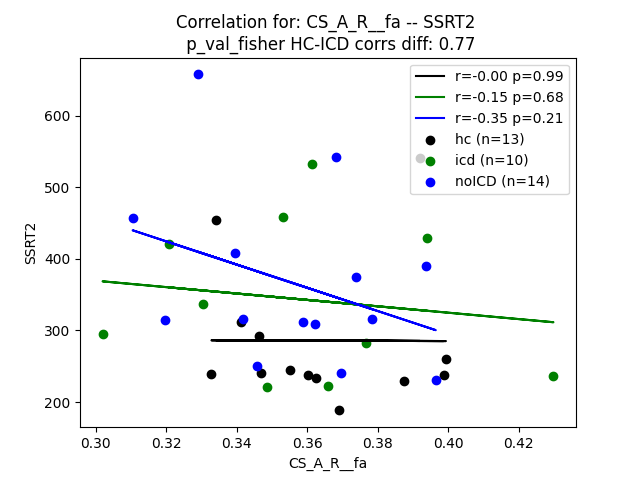 Correlation for: CS_A_R__fa -- SSRT2
p_val_fisher HC-ICD corrs diff: 0.77
r=-0.00 p=0.99
r=-0.15 p=0.68
r=-0.35 p=0.21
hc (n=13)
icd (n=10)
noICD (n=14)
600
500
400
300
200
SSRT2
0.30 0.32 0.34 0.36 0.38 0.40 0.42
CS_A_R__fa